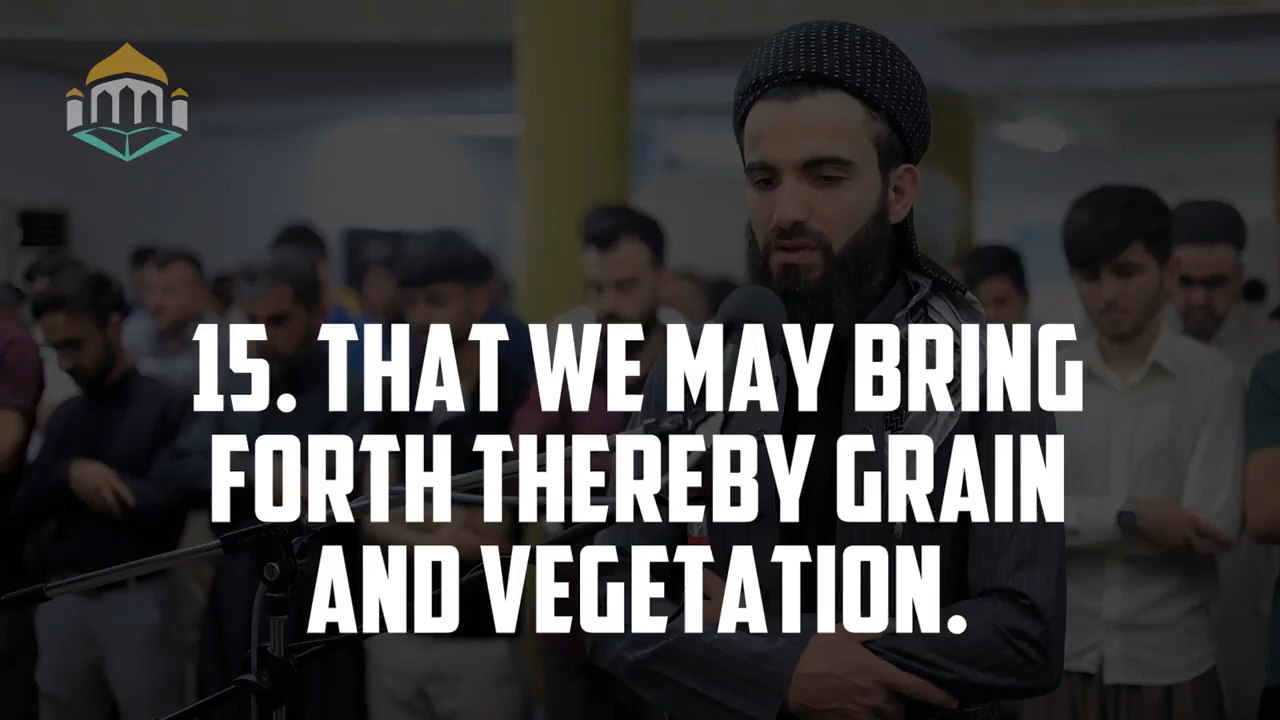 15. THAT WE MAY BRING
FORTH THEREBY GRAIN
AND VEGETATION.